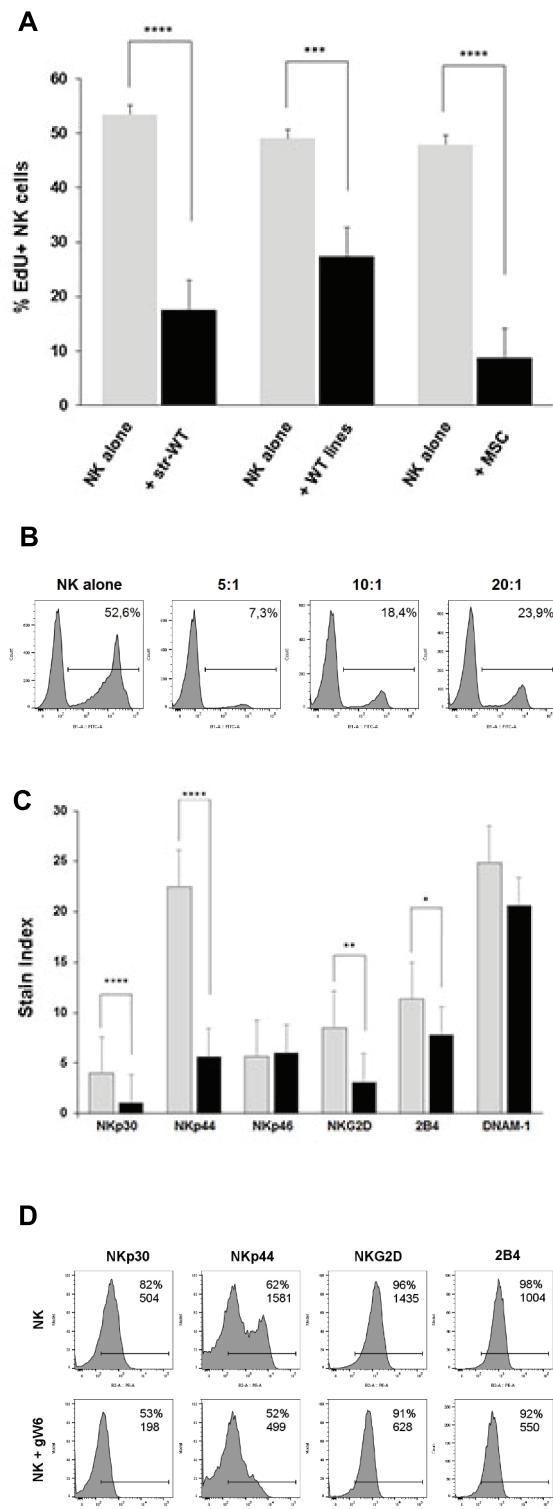 A
**** *** ****
60
50
40
30
20
10
0
% EdU+ NK cells
NK alone + str-WT NK alone + WT lines NK alone + MSC
B
NK alone 5:1 10:1 20:1
52,6% 7,3% 18,4% 23,9%
Count Count Count Count
C
30
25
20
15
10
5
0
Stain Index
**** **** ** *
NKp30 NKp44 NKp46 NKG2D 2B4 DNAM-1
D
NKp30 NKp44 NKG2D 2B4
NK
82% 62% 96% 98%
504 1581 1435 1004
NK + gW6
53% 52% 91% 92%
198 499 628 550